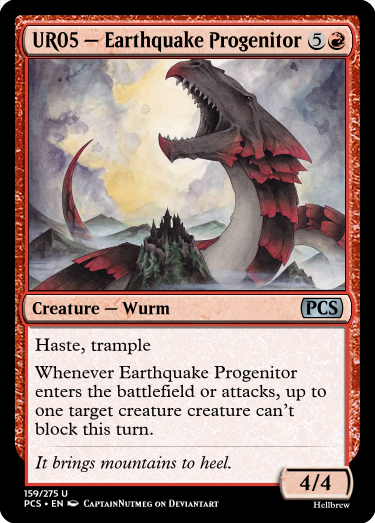 UR05 — Earthquake Progenitor 5
Creature — Wurm PCS
Haste, trample
Whenever Earthquake Progenitor
enters the battlefield or attacks, up to
one target creature creature can't
block this turn.
It brings mountains to heel.
4/4
159/275 U
PCS • EN CaptainNutmeg on Deviantart
Hellbrew